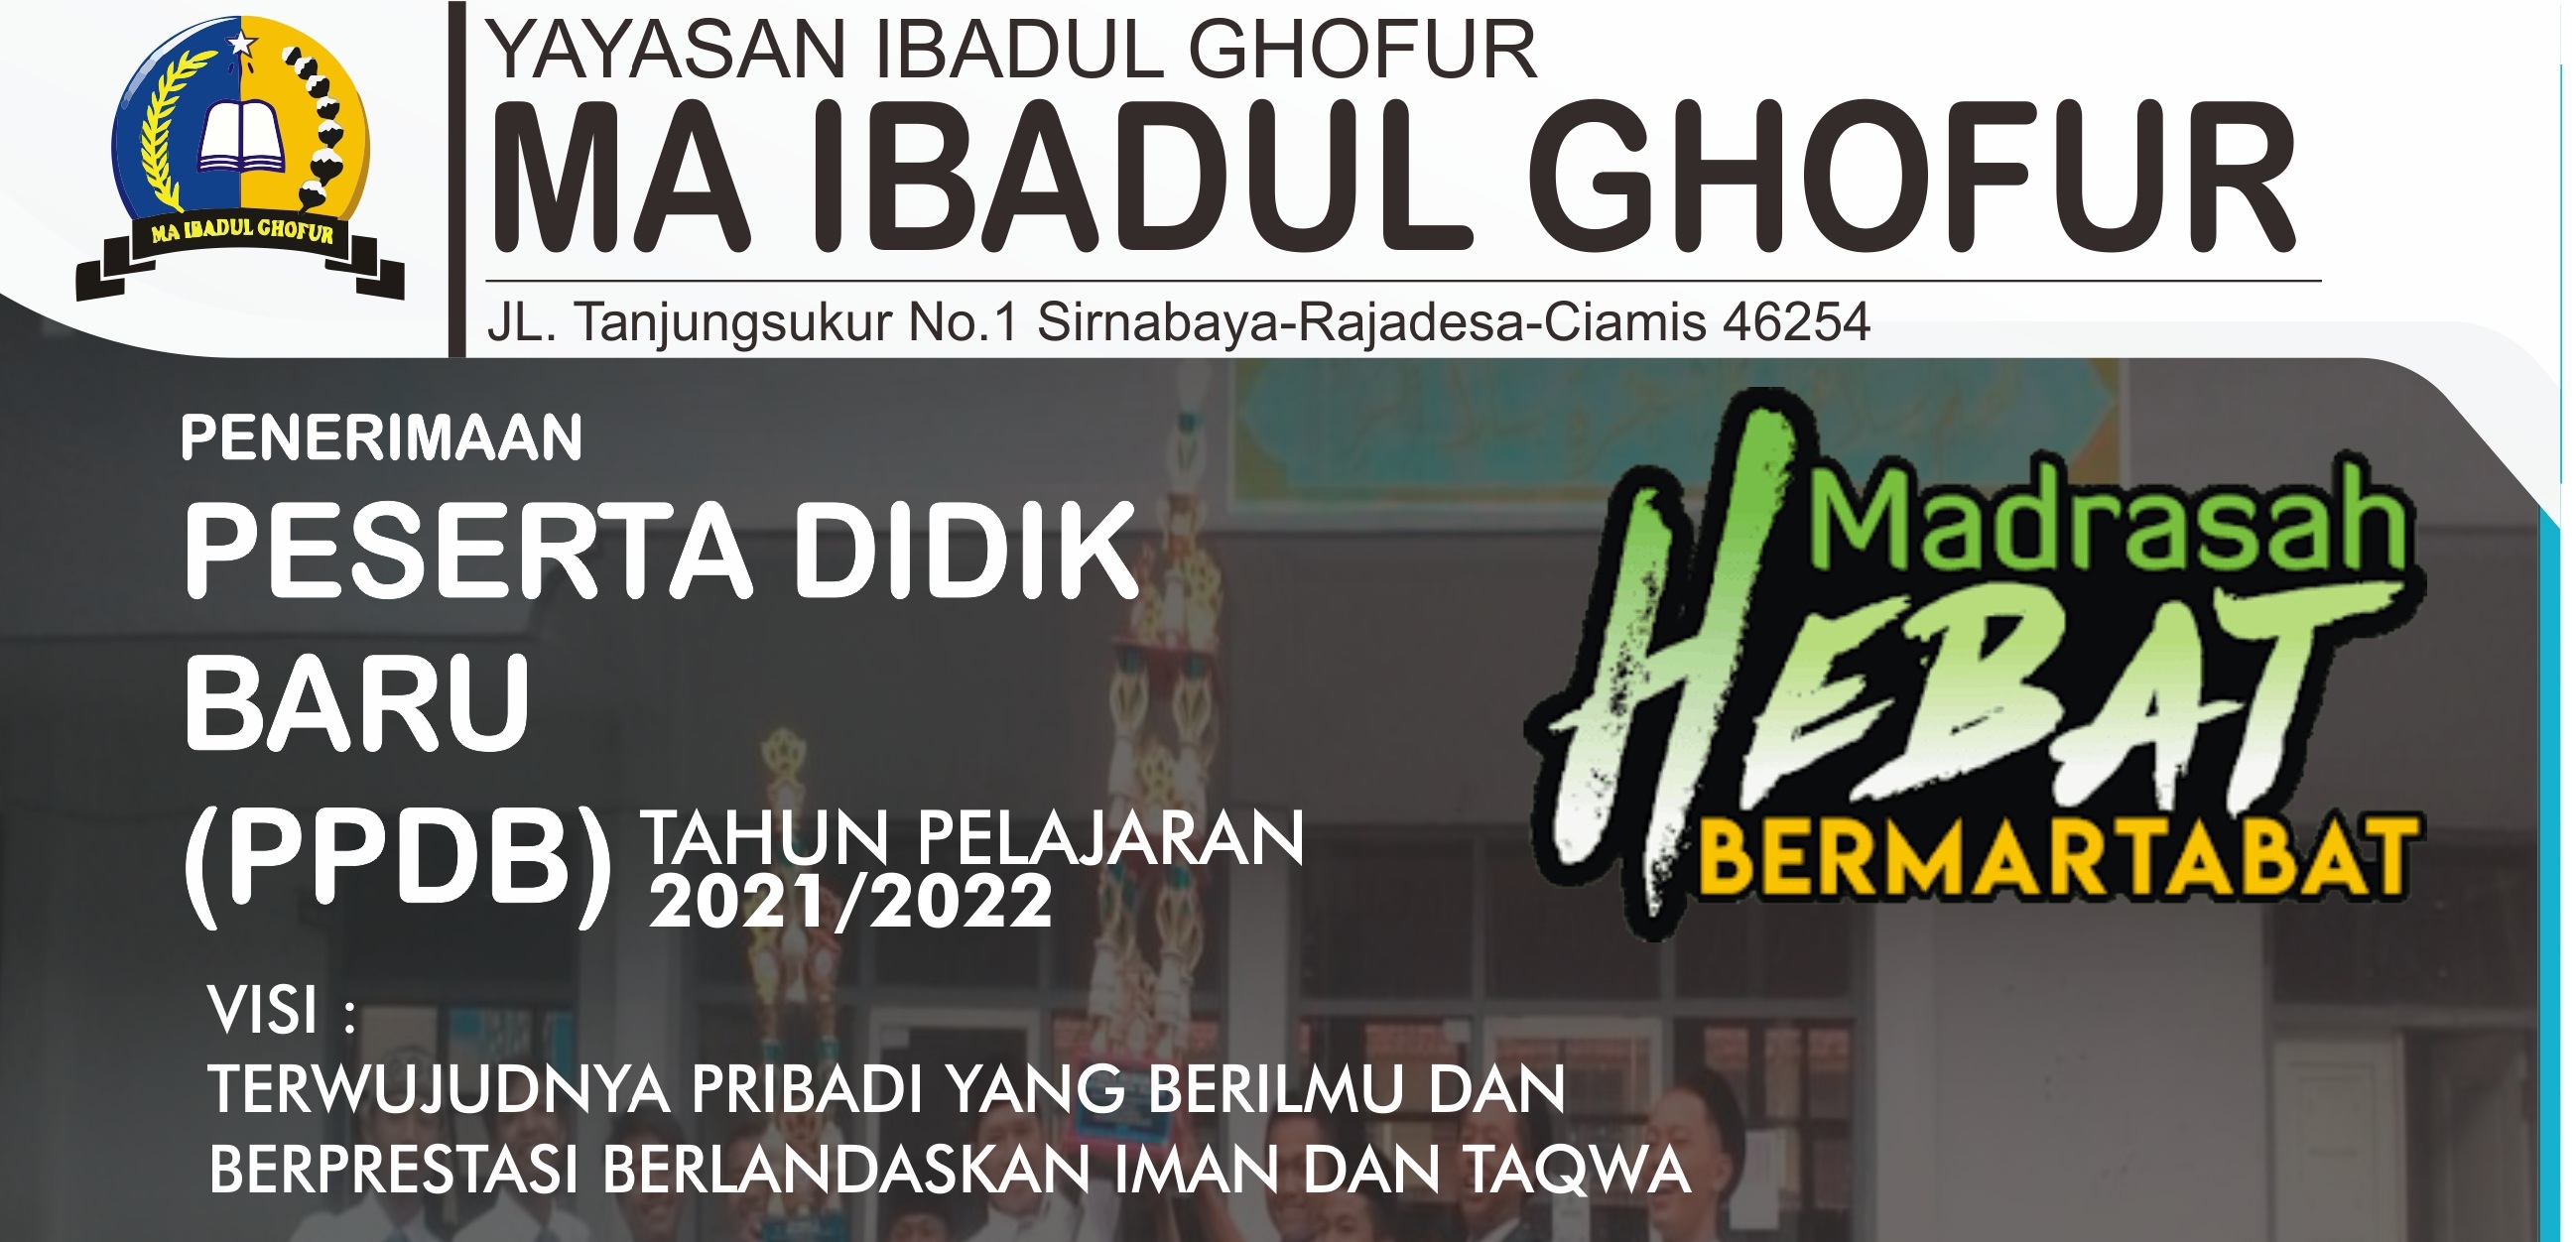 YAYASAN IBADUL GHOFUR
MA IBADUL GHOFUR
JL. Tanjungsukur No.1 Sirnabaya-Rajadesa-Ciamis 46254
MA IBADUL GHOFUR
PENERIMAAN
PESERTA DIDIK
BARU
(PPDB) TAHUN PELAJARAN
2021/2022
Madrasah
HEBAT
BERMARTABAT
VISI :
TERWUJUDNYA PRIBADI YANG BERILMU DAN
BERPRESTASI BERLANDASKAN IMAN DAN TAQWA